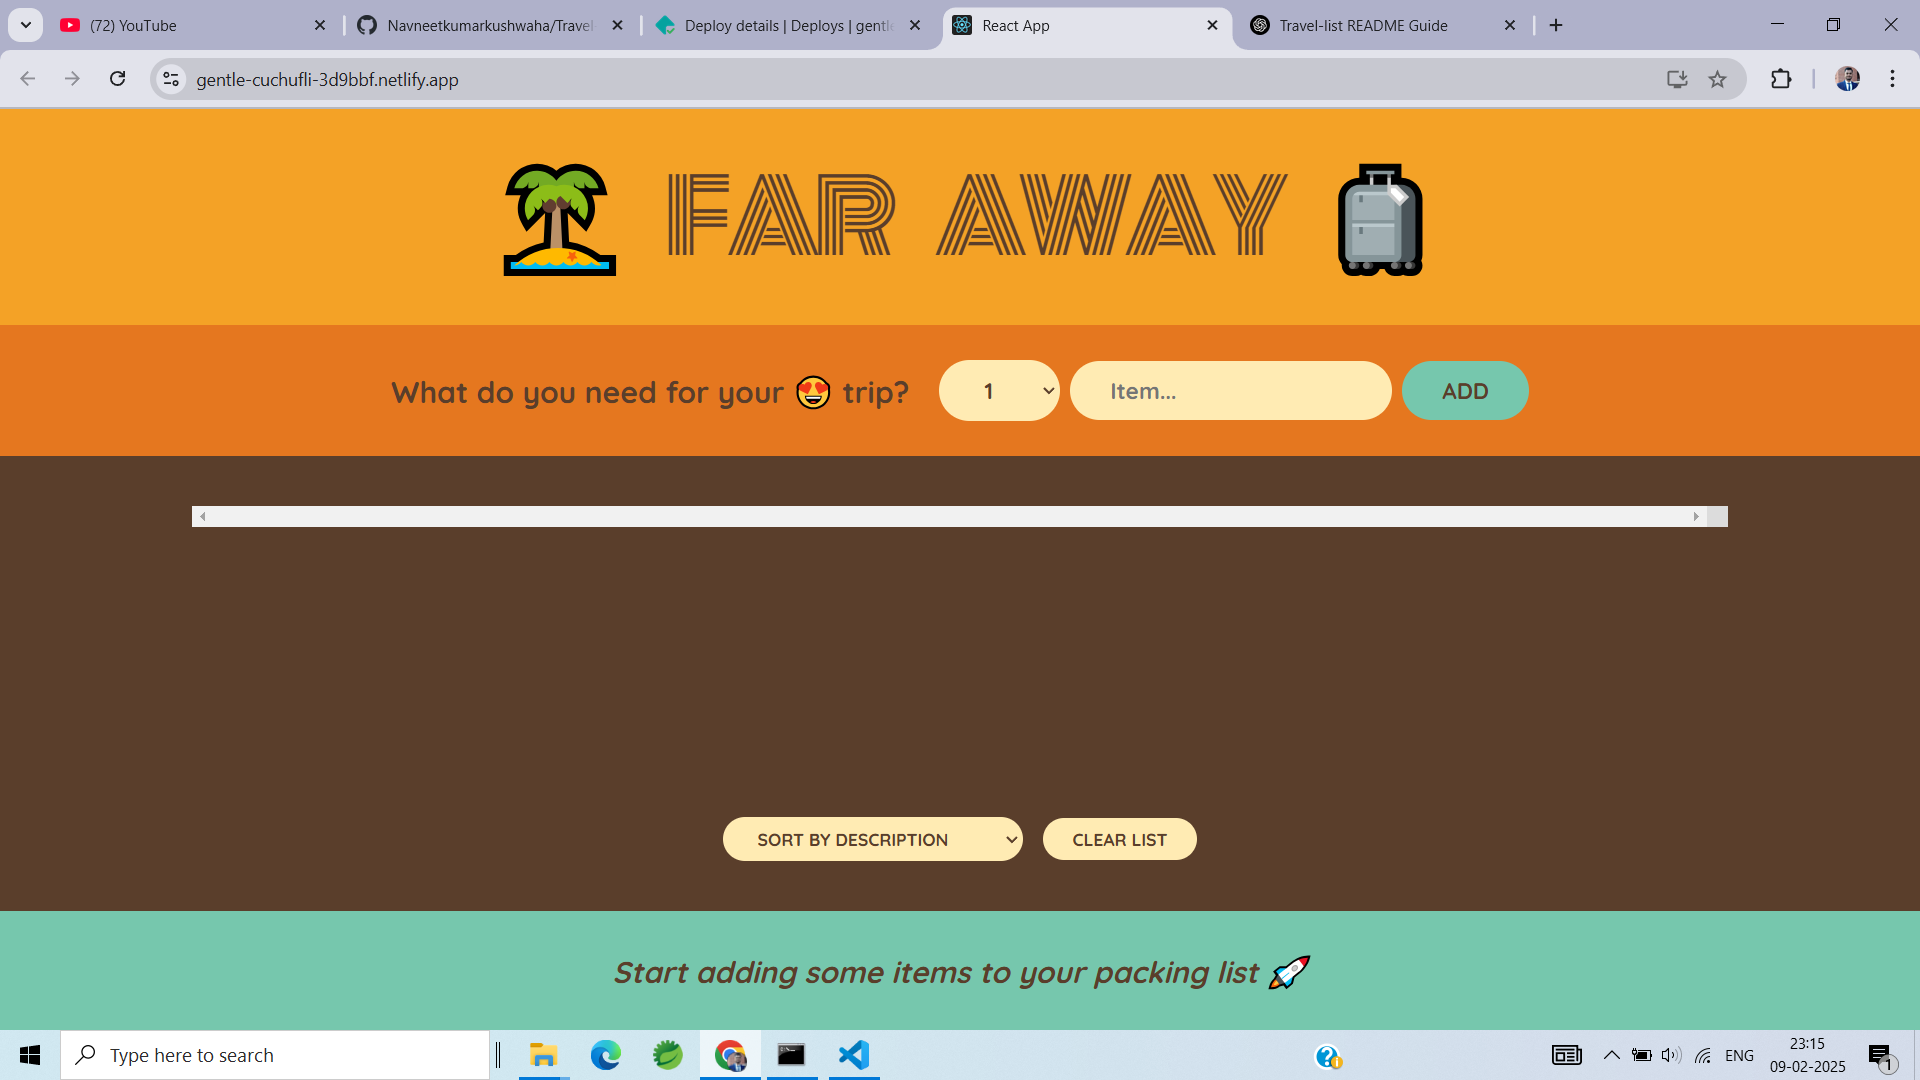 (72) YouTube
Navneetkumarkushwaha/Travel-
Deploy details | Deploys | gentle
React App
Travel-list README Guide
gentle-cuchufli-3d9bbf.netlify.app
FAR AWAY
What do you need for your 😍 trip?
1
Item...
ADD
SORT BY DESCRIPTION
CLEAR LIST
Start adding some items to your packing list 🚀
Type here to search
ENG
23:15
09-02-2025
1